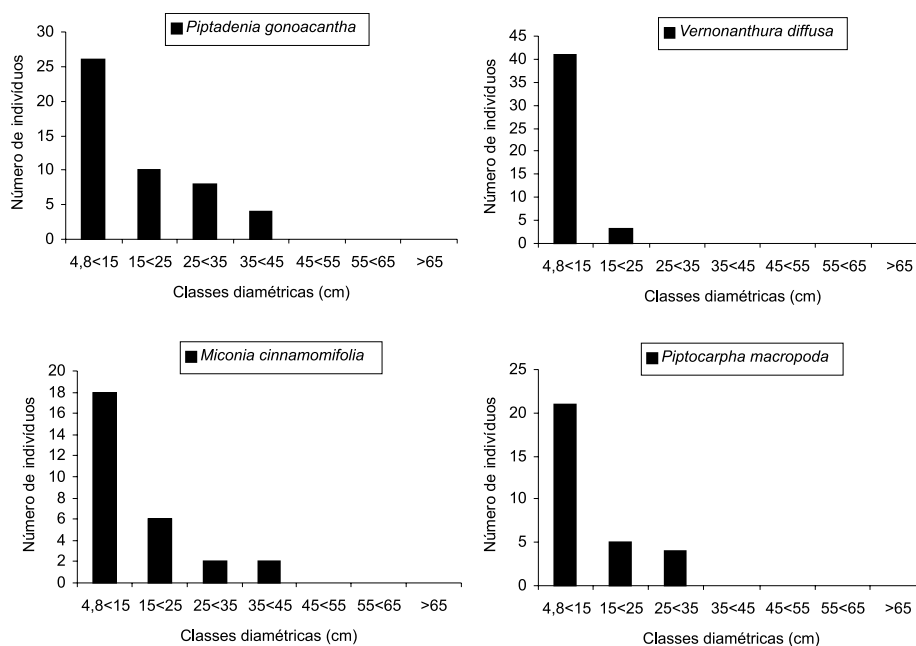 Piptadenia gonoacantha
Número de indivíduos
30
25
20
15
10
5
0
4,8<15 15<25 25<35 35<45 45<55 55<65 >65
Classes diamétricas (cm)
Vernonanthura diffusa
Número de indivíduos
45
40
35
30
25
20
15
10
5
0
4,8<15 15<25 25<35 35<45 45<55 55<65 >65
Classes diamétricas (cm)
Miconia cinnamomifolia
Número de indivíduos
20
18
16
14
12
10
8
6
4
2
0
4,8<15 15<25 25<35 35<45 45<55 55<65 >65
Classes diamétricas (cm)
Piptocarpha macropoda
Número de indivíduos
25
20
15
10
5
0
4,8<15 15<25 25<35 35<45 45<55 55<65 >65
Classes diamétricas (cm)